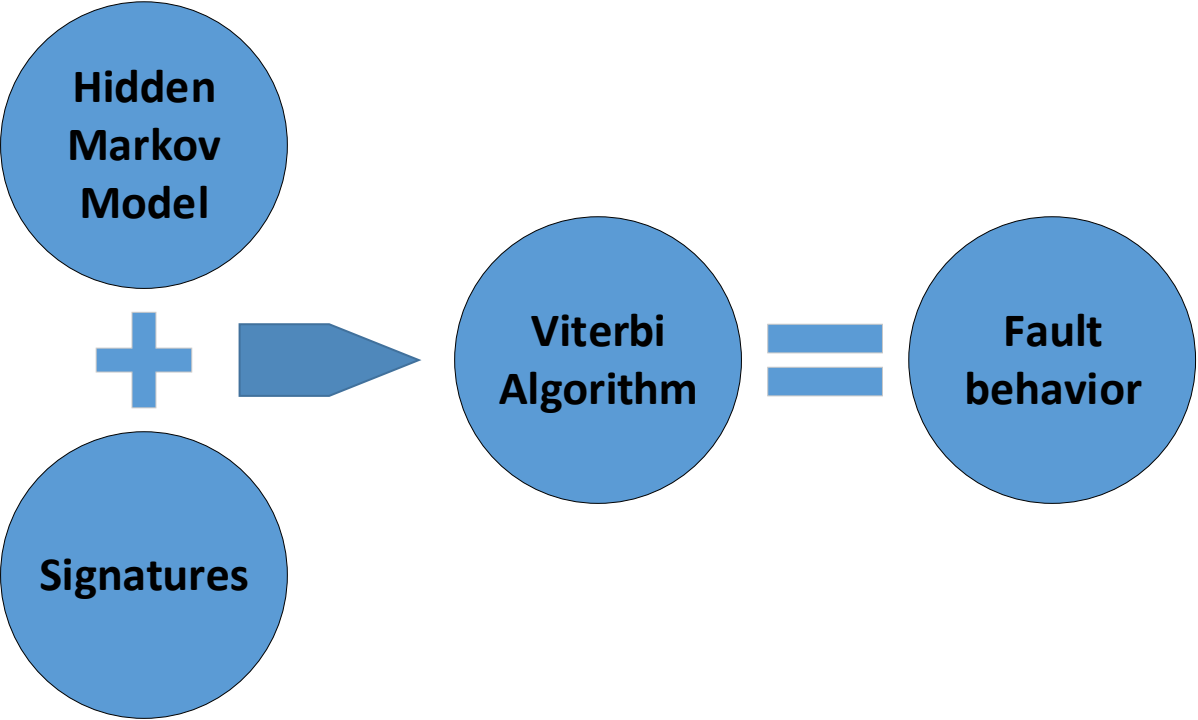 Hidden
Markov
Model
Signatures
Viterbi
Algorithm
Fault
behavior